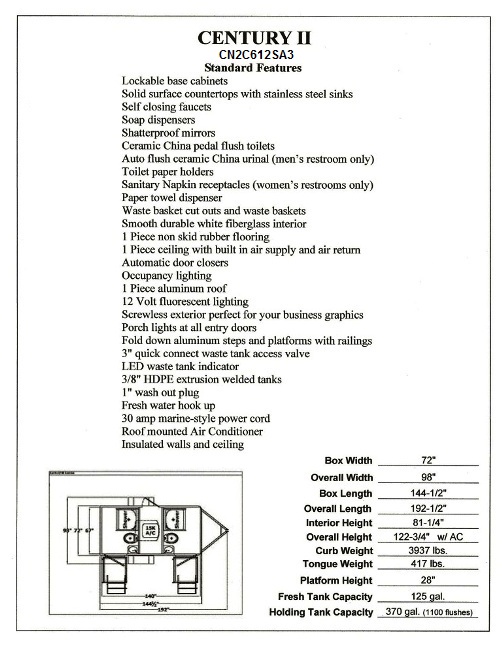 CENTURY II
CN2C612SA3
Standard Features
Lockable base cabinets
Solid surface countertops with stainless steel sinks
Self closing faucets
Soap dispensers
Shatterproof mirrors
Ceramic China pedal flush toilets
Auto flush ceramic China urinal (men's restroom only)
Toilet paper holders
Sanitary Napkin receptacles (women's restrooms only)
Paper towel dispenser
Waste basket cut outs and waste baskets
Smooth durable white fiberglass interior
1 Piece non skid rubber flooring
1 Piece ceiling with built in air supply and air return
Automatic door closers
Occupancy lighting
1 Piece aluminum roof
12 Volt fluorescent lighting
Screwless exterior perfect for your business graphics
Porch lights at all entry doors
Fold down aluminum steps and platforms with railings
3" quick connect waste tank access valve
LED waste tank indicator
3/8" HDPE extrusion welded tanks
1" wash out plug
Fresh water hook up
30 amp marine-style power cord
Roof mounted Air Conditioner
Insulated walls and ceiling
Box Width 72"
Overall Width 98"
Box Length 144-1/2"
Overall Length 192-1/2"
Interior Height 81-1/4"
Overall Height 122-3/4" w/ AC
Curb Weight 3937 lbs.
Tongue Weight 417 lbs.
Platform Height 28"
Fresh Tank Capacity 125 gal.
Holding Tank Capacity 370 gal. (1100 flushes)
Shower
15K
A/C
Shower
72" 67"
140"
144½"
192"